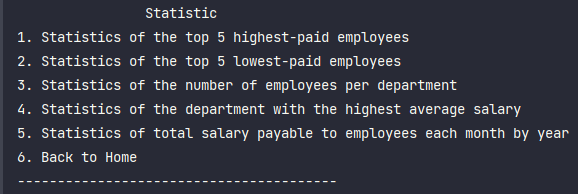 Statistic
1. Statistics of the top 5 highest-paid employees
2. Statistics of the top 5 lowest-paid employees
3. Statistics of the number of employees per department
4. Statistics of the department with the highest average salary
5. Statistics of total salary payable to employees each month by year
6. Back to Home
----------------------------------------